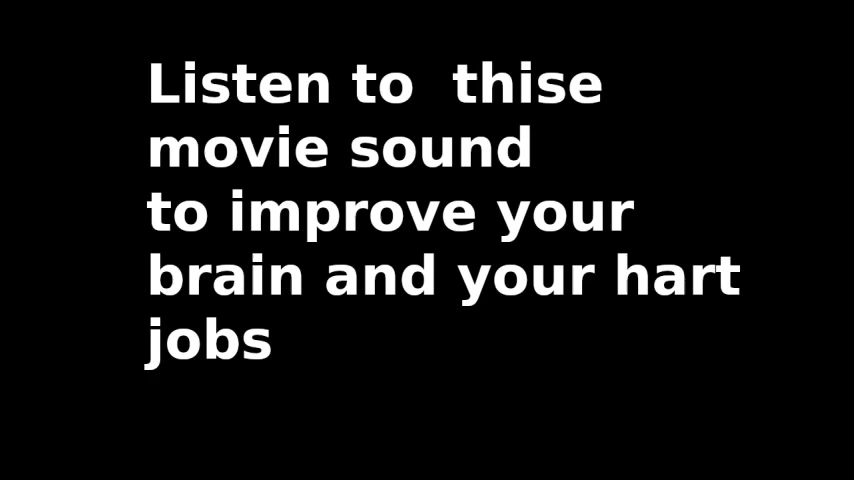 Listen to  thise
movie sound
to improve your
brain and your hart
jobs